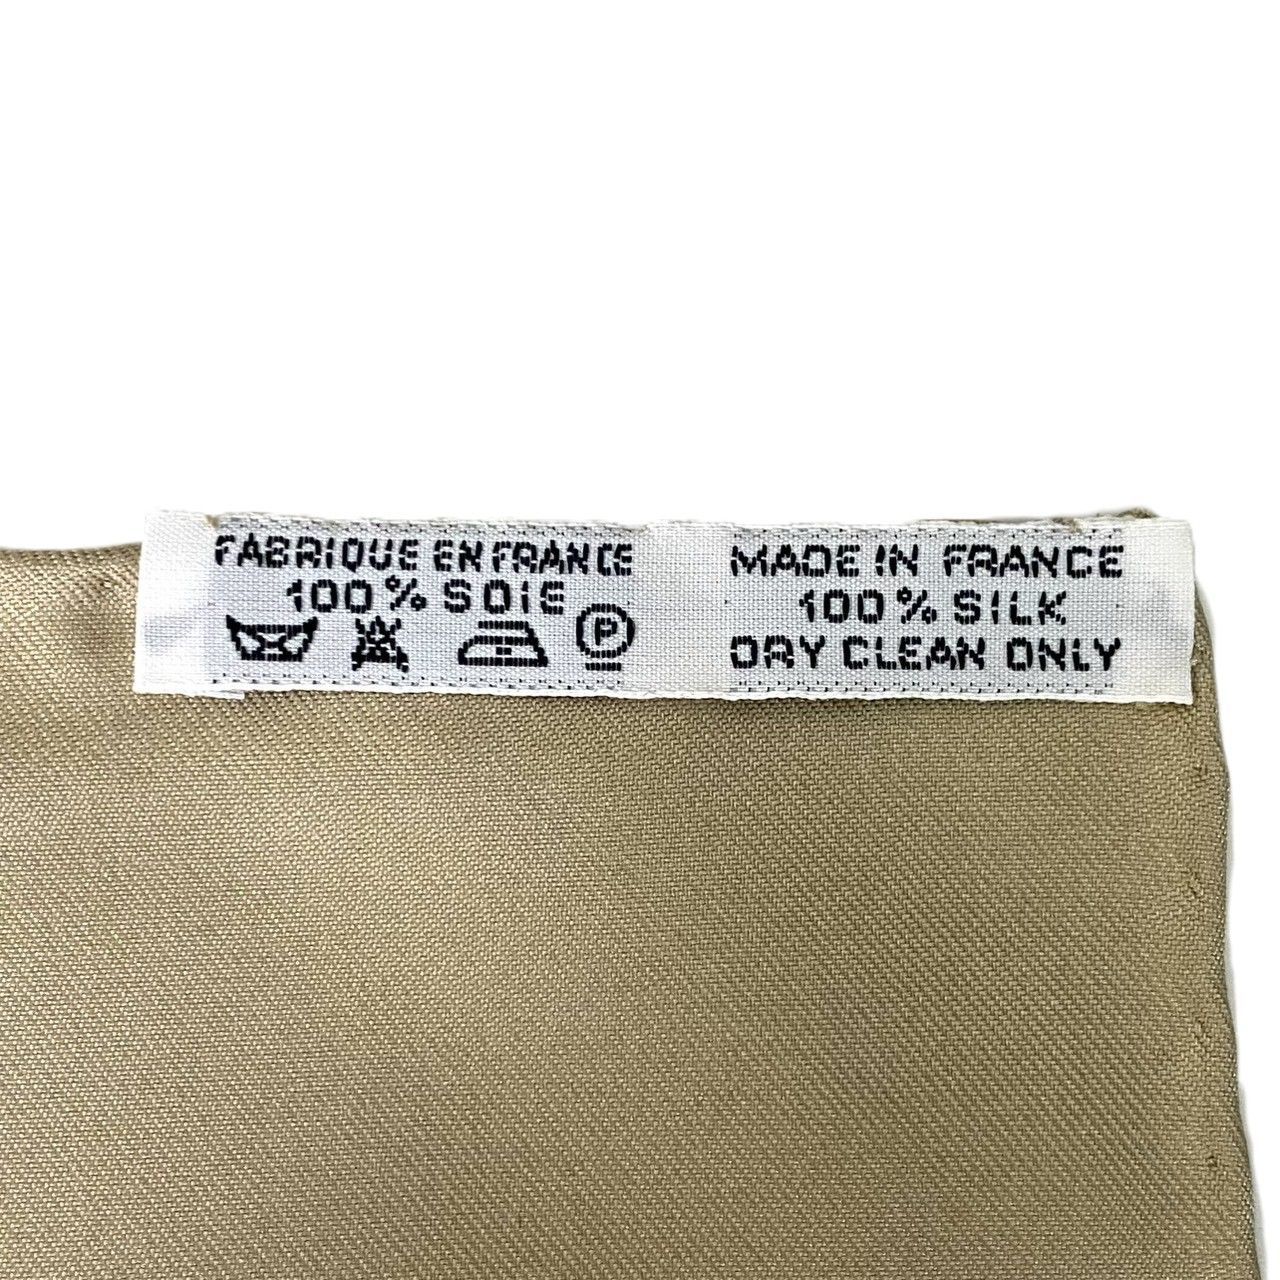 FABRIQUE EN FRANCE
100% SOIE
P
MADE IN FRANCE
100% SILK
DRY CLEAN ONLY